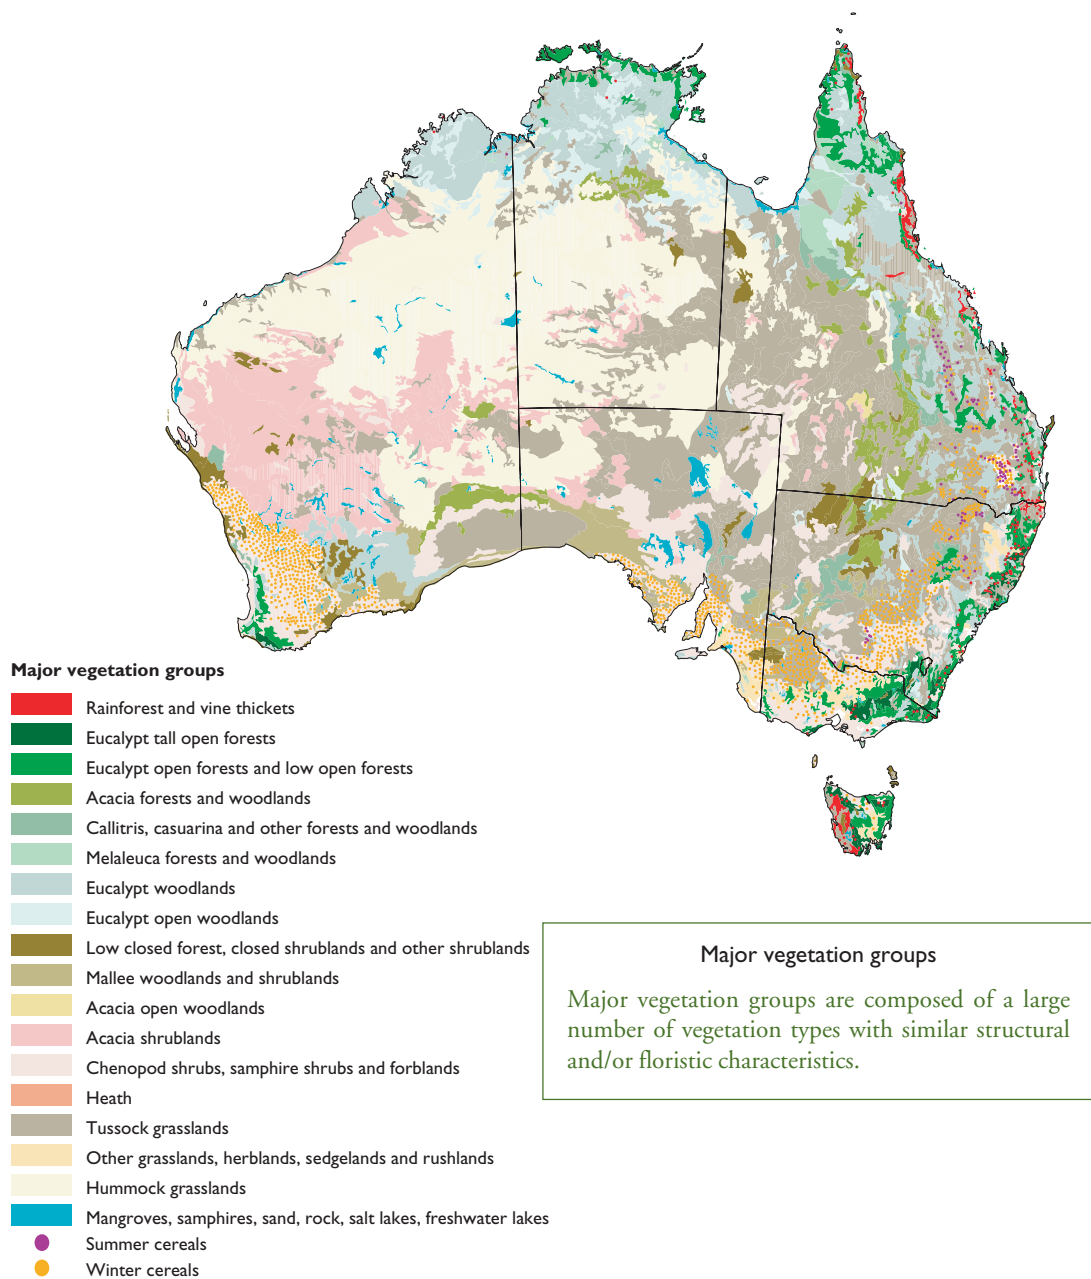 Major vegetation groups
Rainforest and vine thickets
Eucalypt tall open forests
Eucalypt open forests and low open forests
Acacia forests and woodlands
Callitris, casuarina and other forests and woodlands
Melaleuca forests and woodlands
Eucalypt woodlands
Eucalypt open woodlands
Low closed forest, closed shrublands and other shrublands
Mallee woodlands and shrublands
Acacia open woodlands
Acacia shrublands
Chenopod shrubs, samphire shrubs and forblands
Heath
Tussock grasslands
Other grasslands, herblands, sedgelands and rushlands
Hummock grasslands
Mangroves, samphires, sand, rock, salt lakes, freshwater lakes
Summer cereals
Winter cereals
Major vegetation groups
Major vegetation groups are composed of a large
number of vegetation types with similar structural
and/or floristic characteristics.